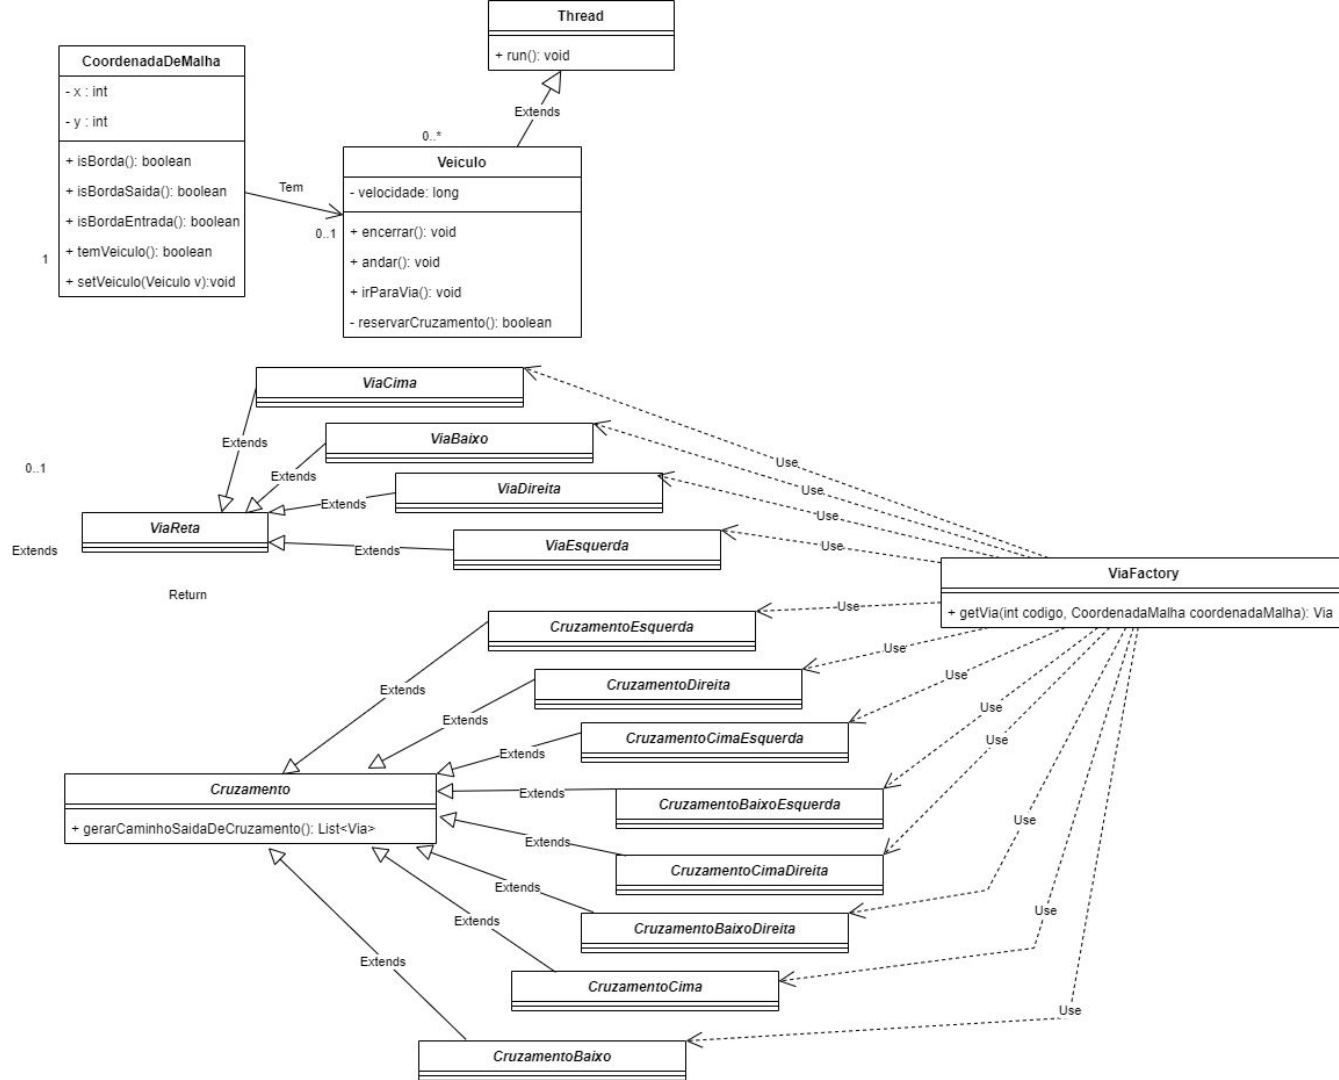 Thread
+ run(): void
CoordenadaDeMalha
- x : int
- y : int
+ isBorda(): boolean
+ isBordaSaida(): boolean
+ isBordaEntrada(): boolean
+ temVeiculo(): boolean
+ setVeiculo(Veiculo v):void
1
Tem
0..1
Extends
0..*
Veiculo
- velocidade: long
+ encerrar(): void
+ andar(): void
+ irParaVia(): void
- reservarCruzamento(): boolean
ViaCima
Extends
ViaBaixo
Extends
ViaDireita
Extends
ViaEsquerda
Extends
0..1
ViaReta
Extends
Return
Use
Use
Use
Use
ViaFactory
+ getVia(int codigo, CoordenadaMalha coordenadaMalha): Via
Use
CruzamentoEsquerda
Use
CruzamentoDireita
Extends
Use
CruzamentoCimaEsquerda
Extends
Use
Extends
Use
Cruzamento
+ gerarCaminhoSaidaDeCruzamento(): List<Via>
Extends
CruzamentoBaixoEsquerda
Use
Extends
CruzamentoCimaDireita
Extends
CruzamentoBaixoDireita
Use
Extends
CruzamentoCima
Extends
Use
CruzamentoBaixo